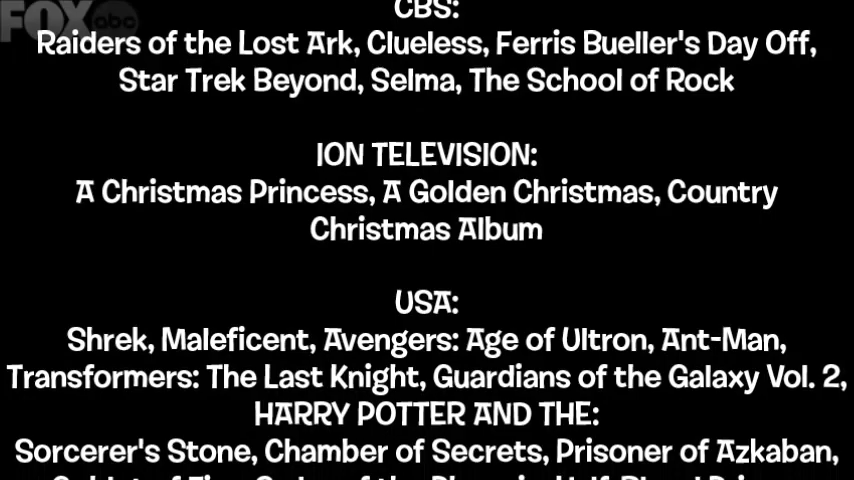 FOX abc
CBS:
Raiders of the Lost Ark, Clueless, Ferris Bueller's Day Off,
Star Trek Beyond, Selma, The School of Rock
ION TELEVISION:
A Christmas Princess, A Golden Christmas, Country
Christmas Album
USA:
Shrek, Maleficent, Avengers: Age of Ultron, Ant-Man,
Transformers: The Last Knight, Guardians of the Galaxy Vol. 2,
HARRY POTTER AND THE:
Sorcerer's Stone, Chamber of Secrets, Prisoner of Azkaban,